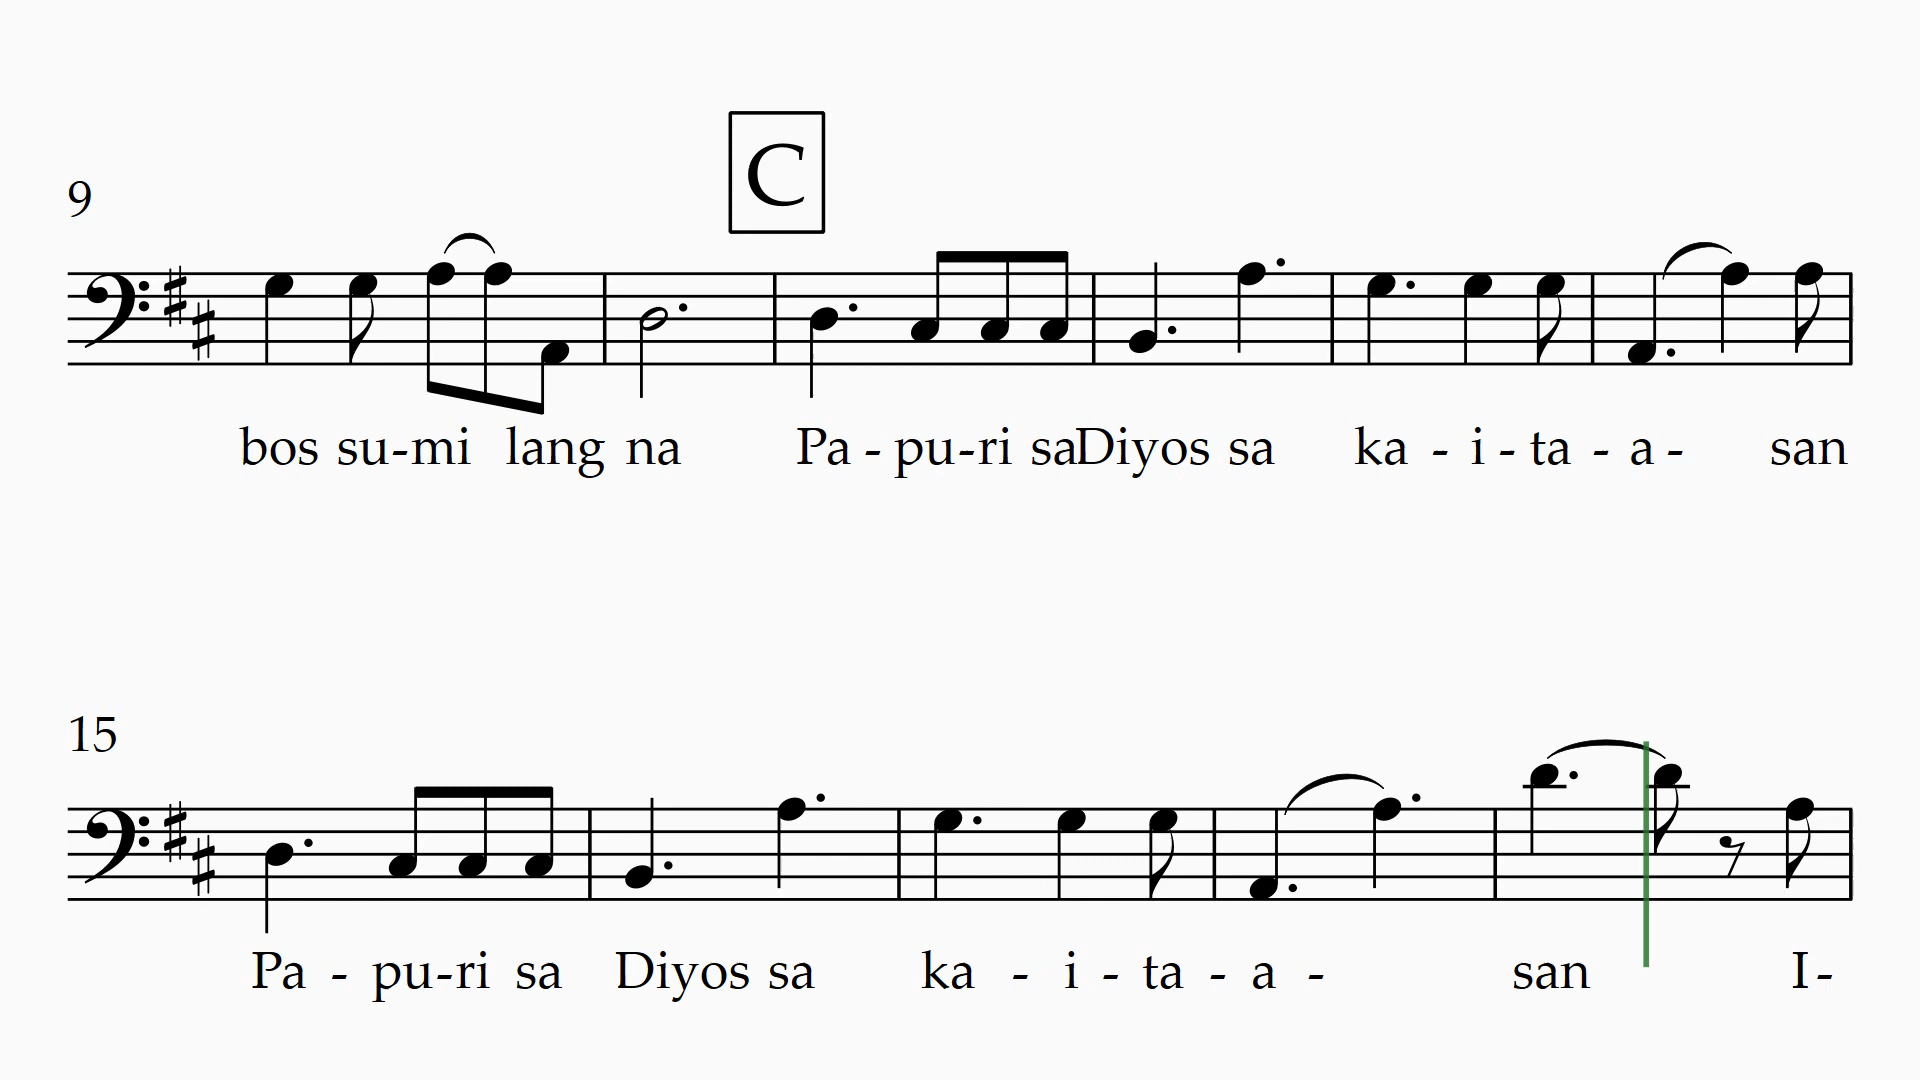 C
9
bos su-mi lang na Pa - pu-ri saDiyos sa ka - i - ta - a - san
15
Pa - pu-ri sa Diyos sa ka - i - ta - a - san I -